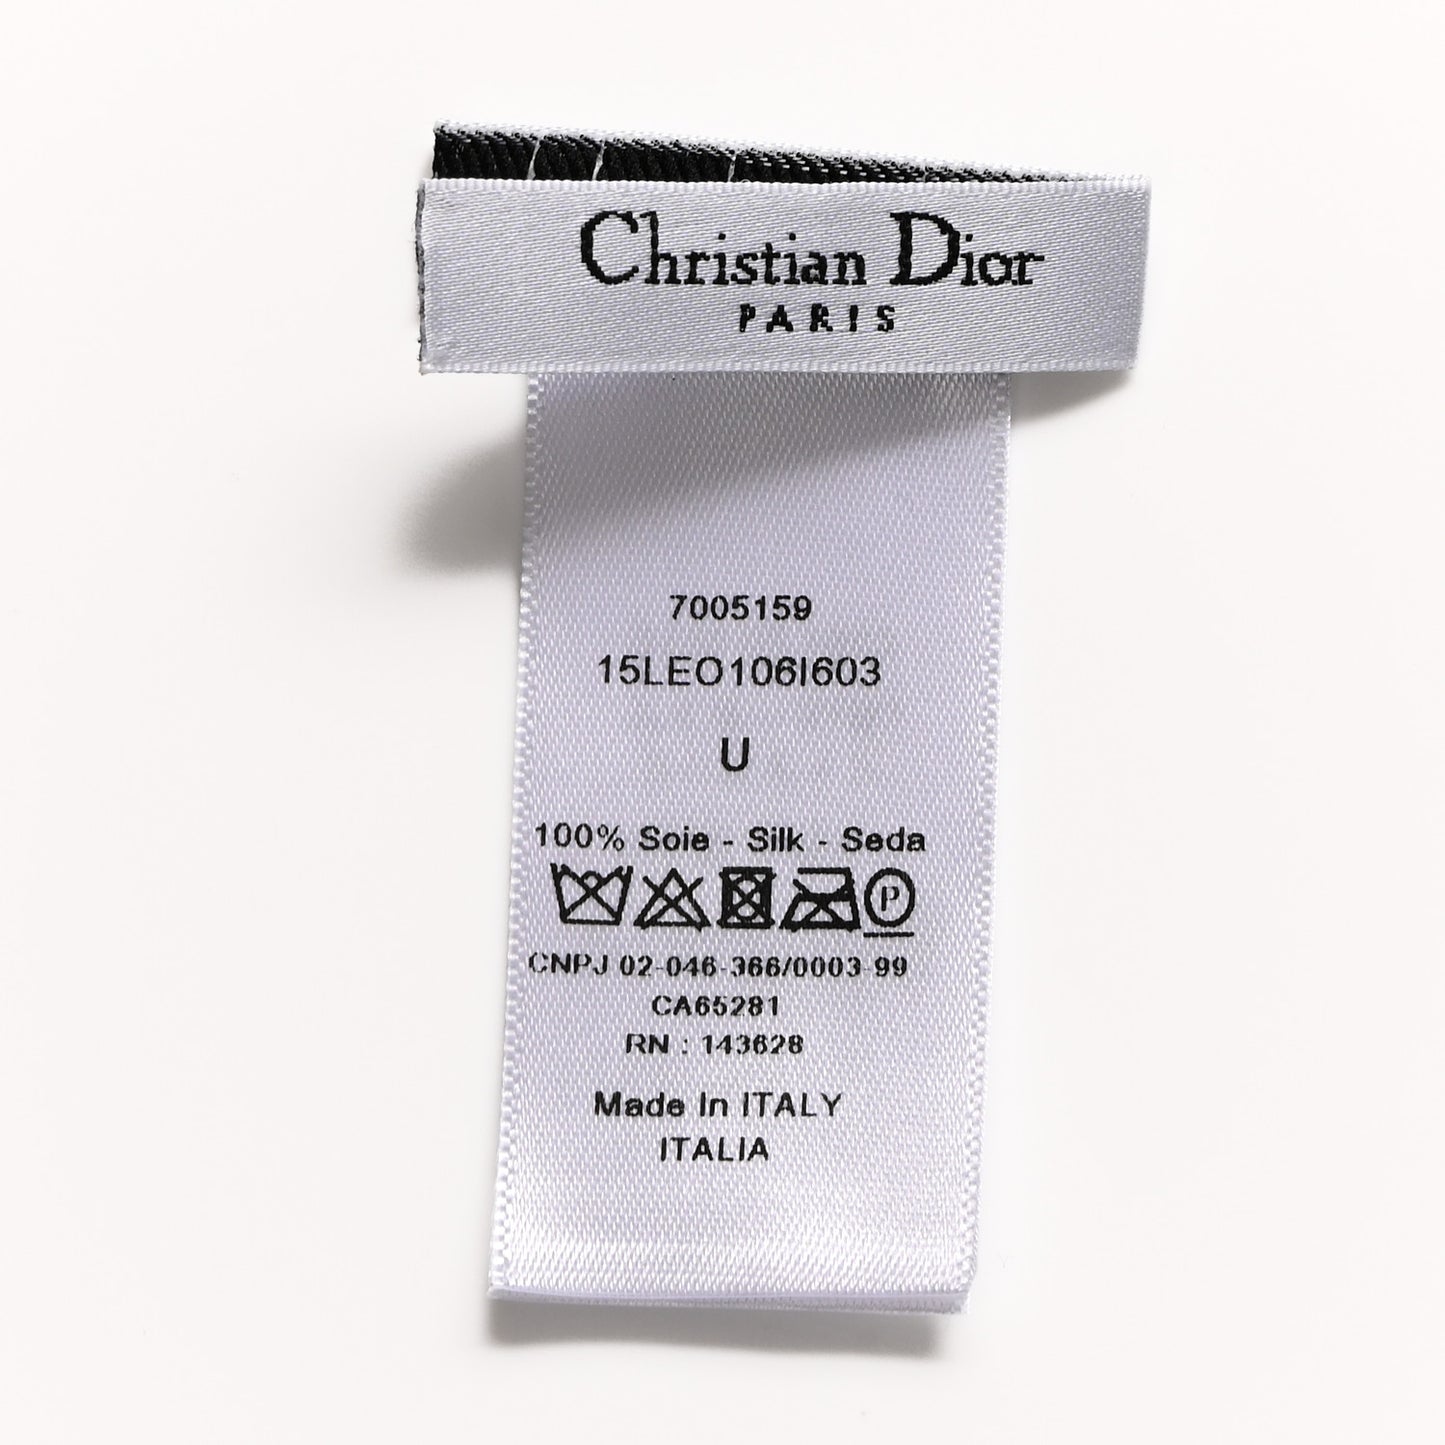 Christian Dior
PARIS
7005159
15LEO106I603
U
100% Soie - Silk - Seda
P
CNPJ 02-046-366/0003-99
CA65281
RN : 143628
Made In ITALY
ITALIA